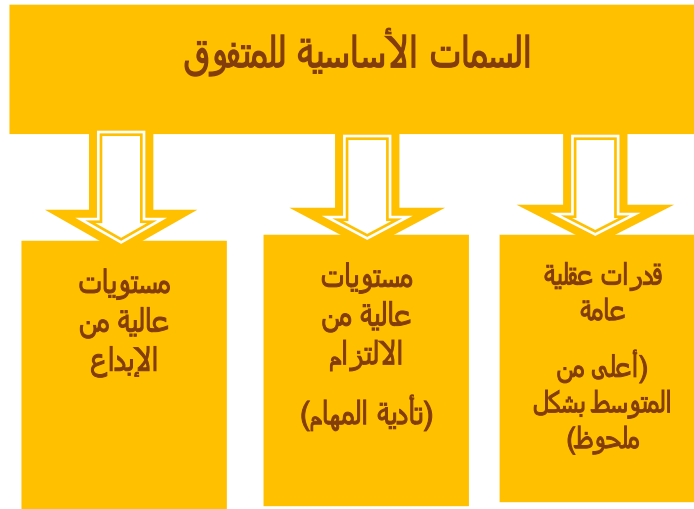 السمات الأساسية للمتفوق
قدرات عقلية
عامة
(أعلى من
المتوسط بشكل
ملحوظ)
مستويات
عالية من
الالتزام
(تأدية المهام)
مستويات
عالية من
الإبداع